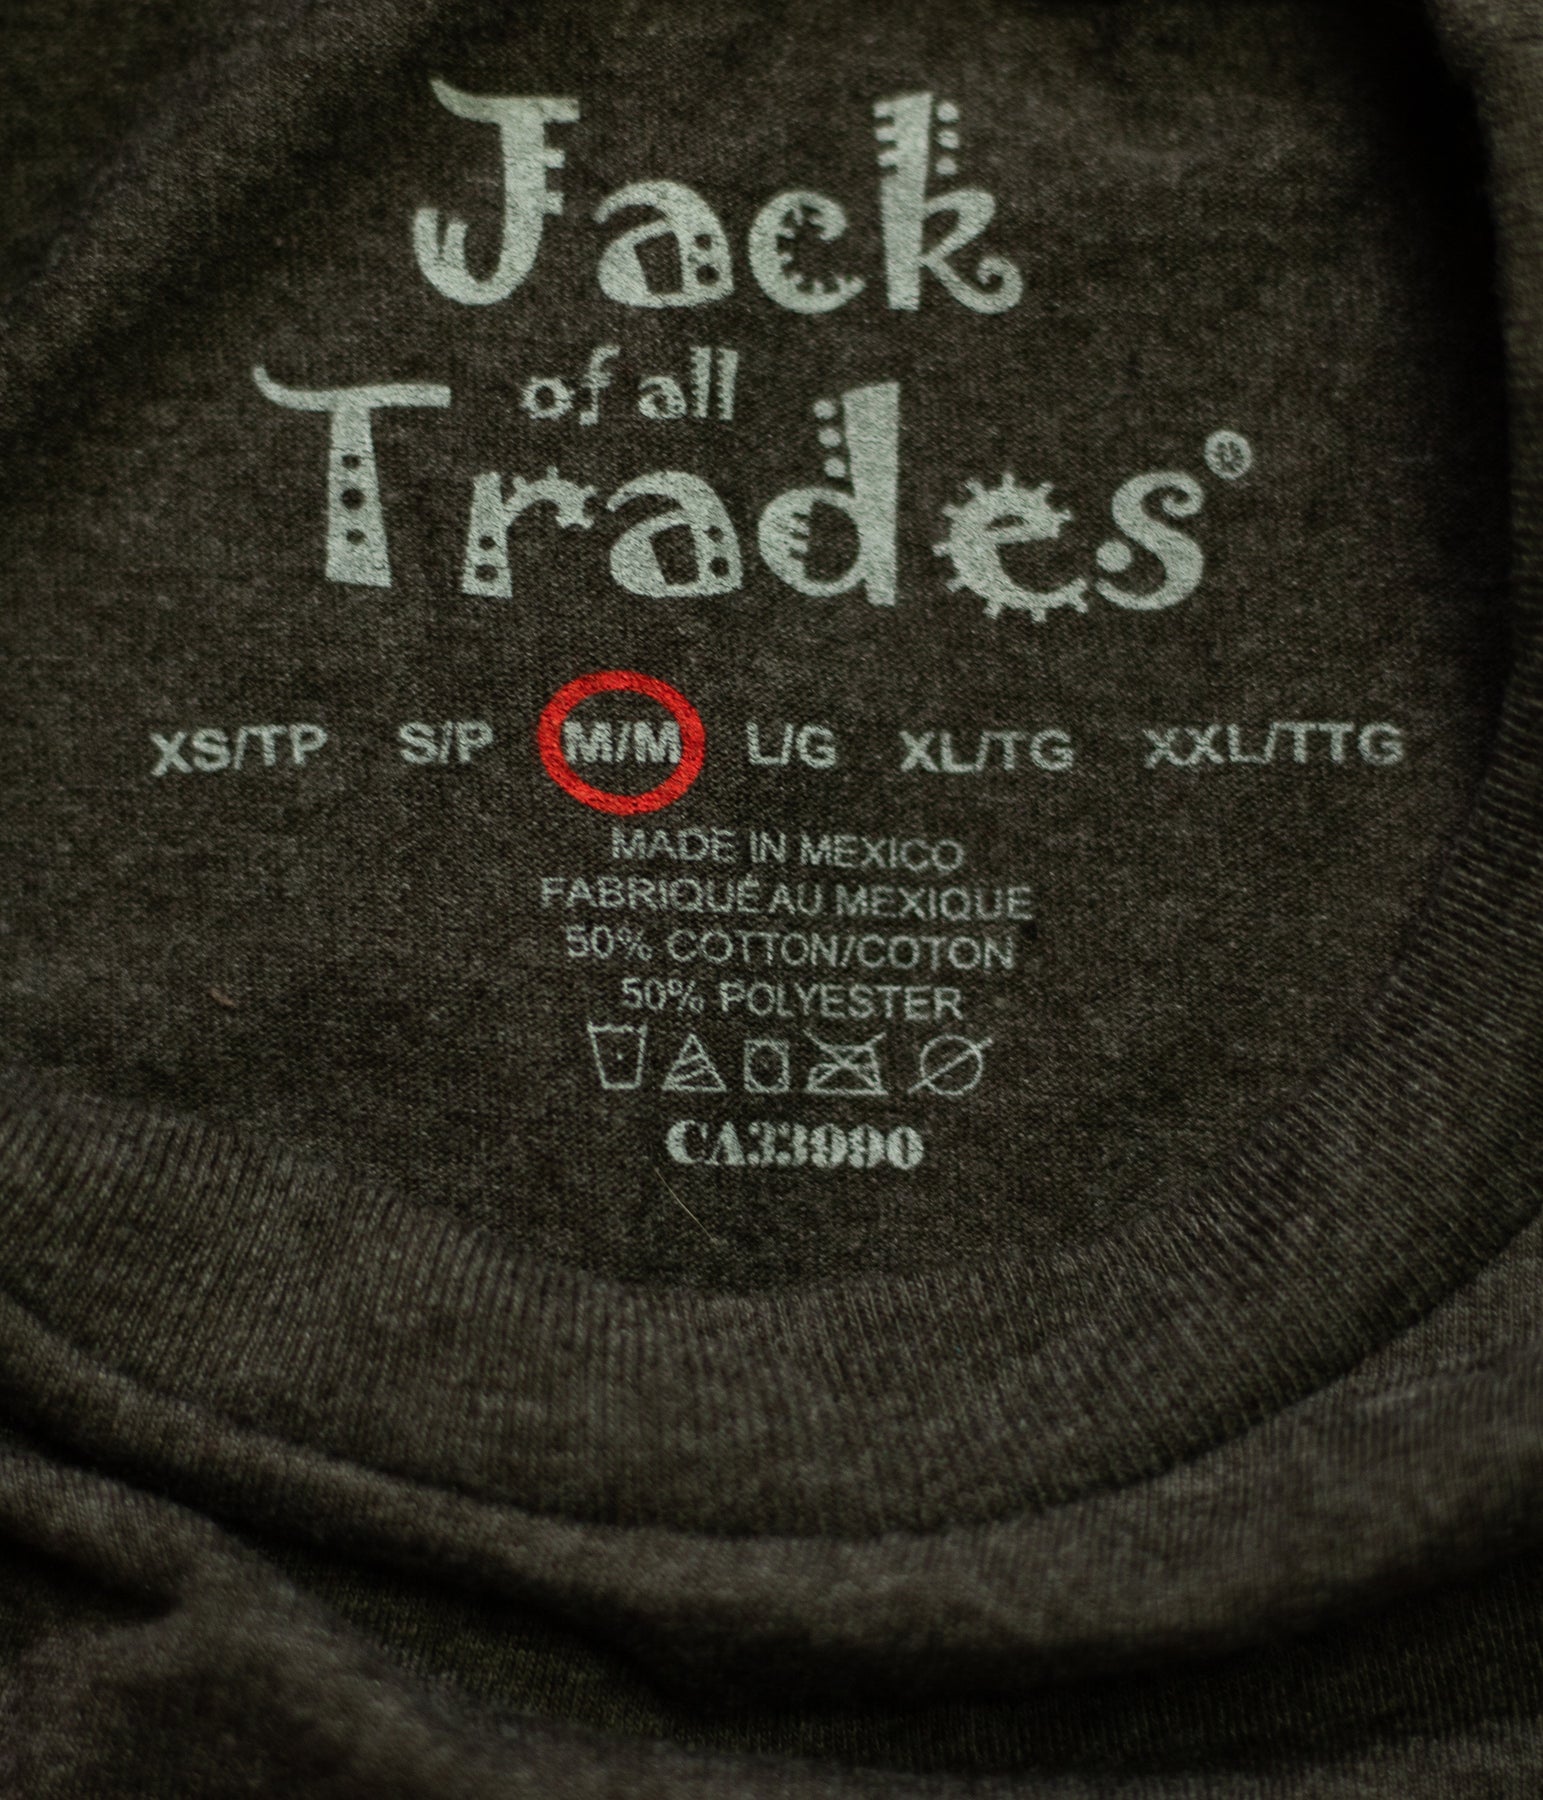 Jack
of all
Trades®
XS/TP S/P M/M L/G XL/TG XXL/TTG
MADE IN MEXICO
FABRIQUÉ AU MEXIQUE
50% COTTON/COTON
50% POLYESTER
CA33990